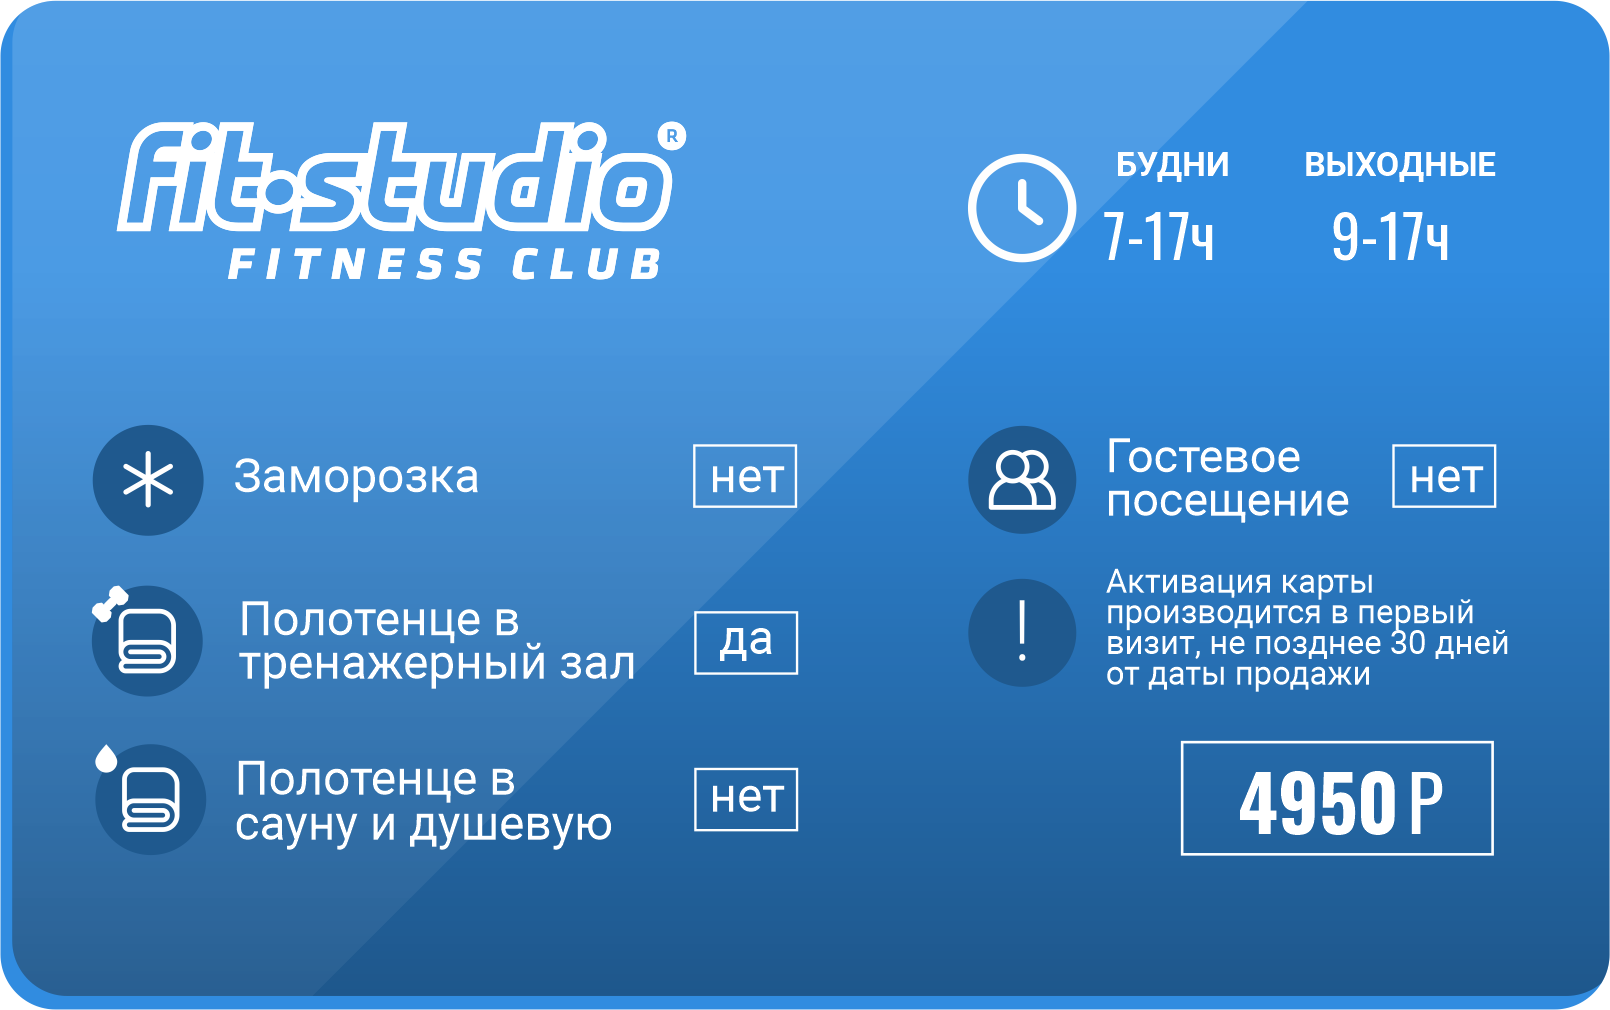 fit·studio®
FITNESS CLUB
БУДНИ
7-17ч
ВЫХОДНЫЕ
9-17ч
Заморозка
нет
Полотенце в
тренажерный зал
да
Полотенце в
сауну и душевую
нет
Гостевое
посещение
нет
Активация карты
производится в первый
визит, не позднее 30 дней
от даты продажи
4950 Р